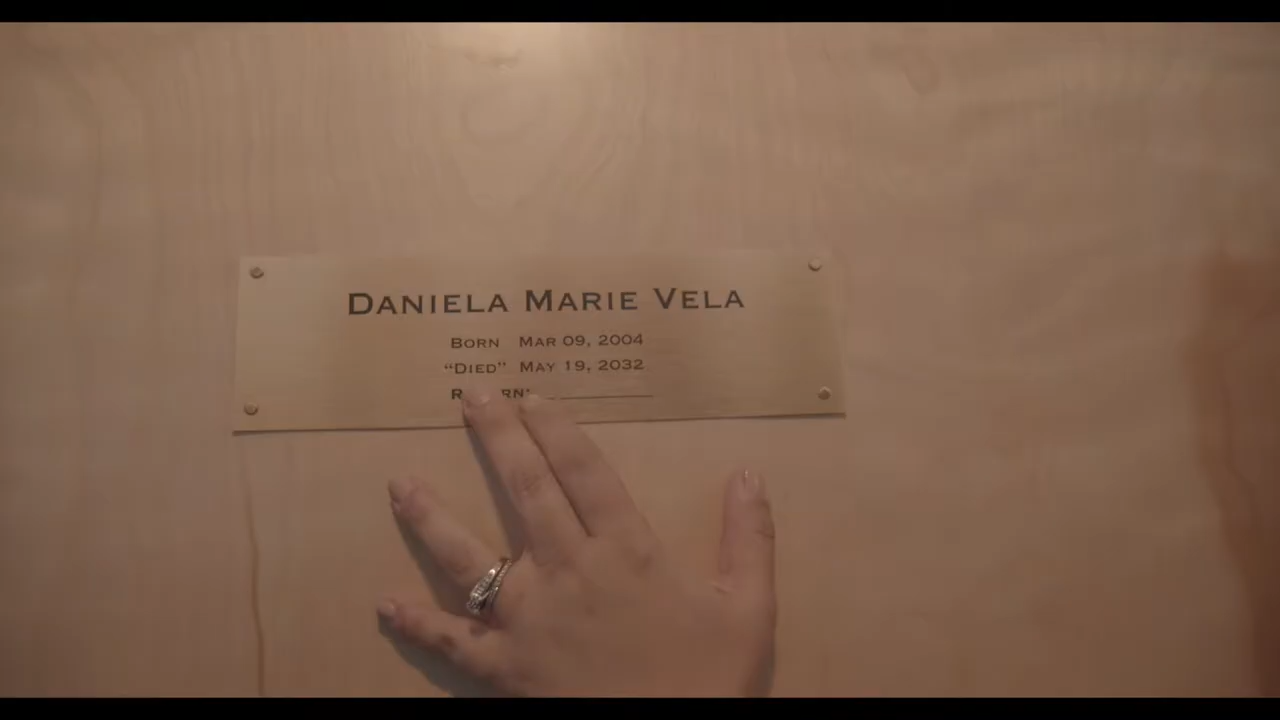 DANIELA MARIE VELA
BORN MAR 09, 2004
“DIED” MAY 19, 2032